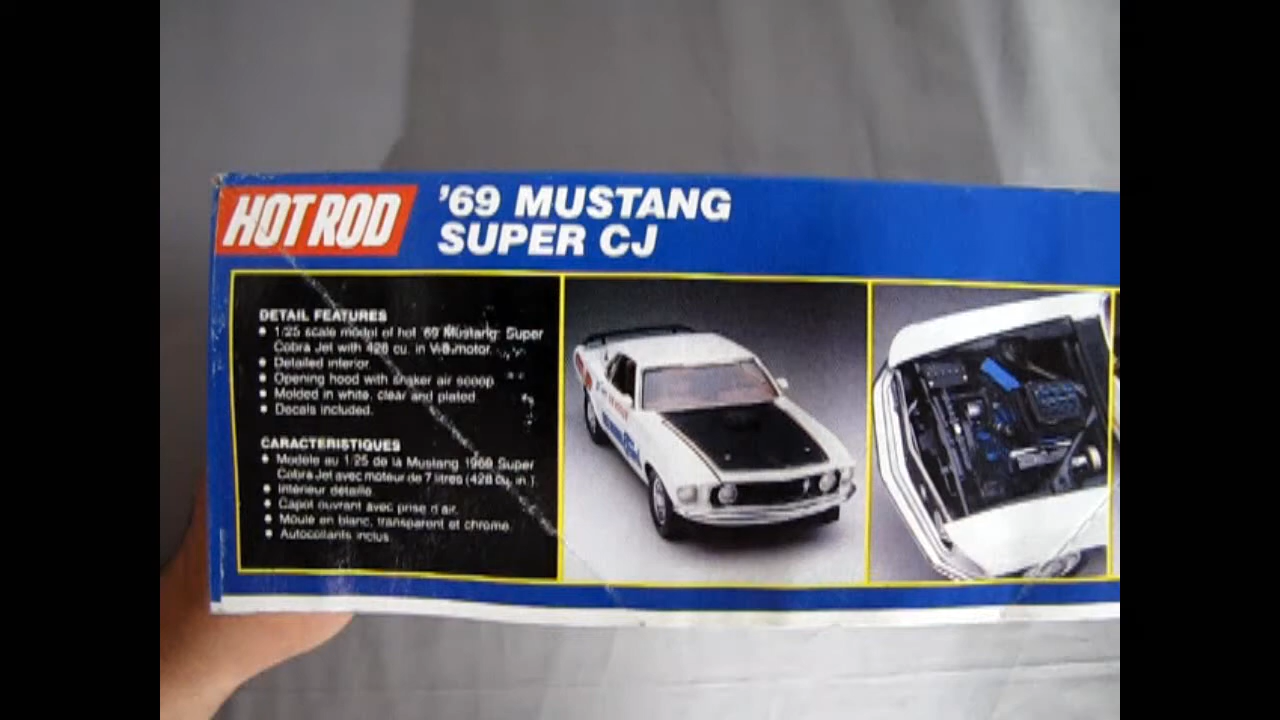 HOT ROD
'69 MUSTANG
SUPER CJ
DETAIL FEATURES
• 1/25 scale model of hot '69 Mustang Super
Cobra Jet with 428 cu. in V-8 motor.
• Detailed interior.
• Opening hood with shaker air scoop.
• Molded in white, clear and plated.
• Decals included.
CARACTERISTIQUES
• Modele au 1/25 de la Mustang 1969 Super
Cobra Jet avec moteur de 7 litres (428 cu. in.).
• Interieur detaille.
• Capot ouvrant avec prise d'air.
• Moule en blanc, transparent et chrome.
• Autocollants inclus.